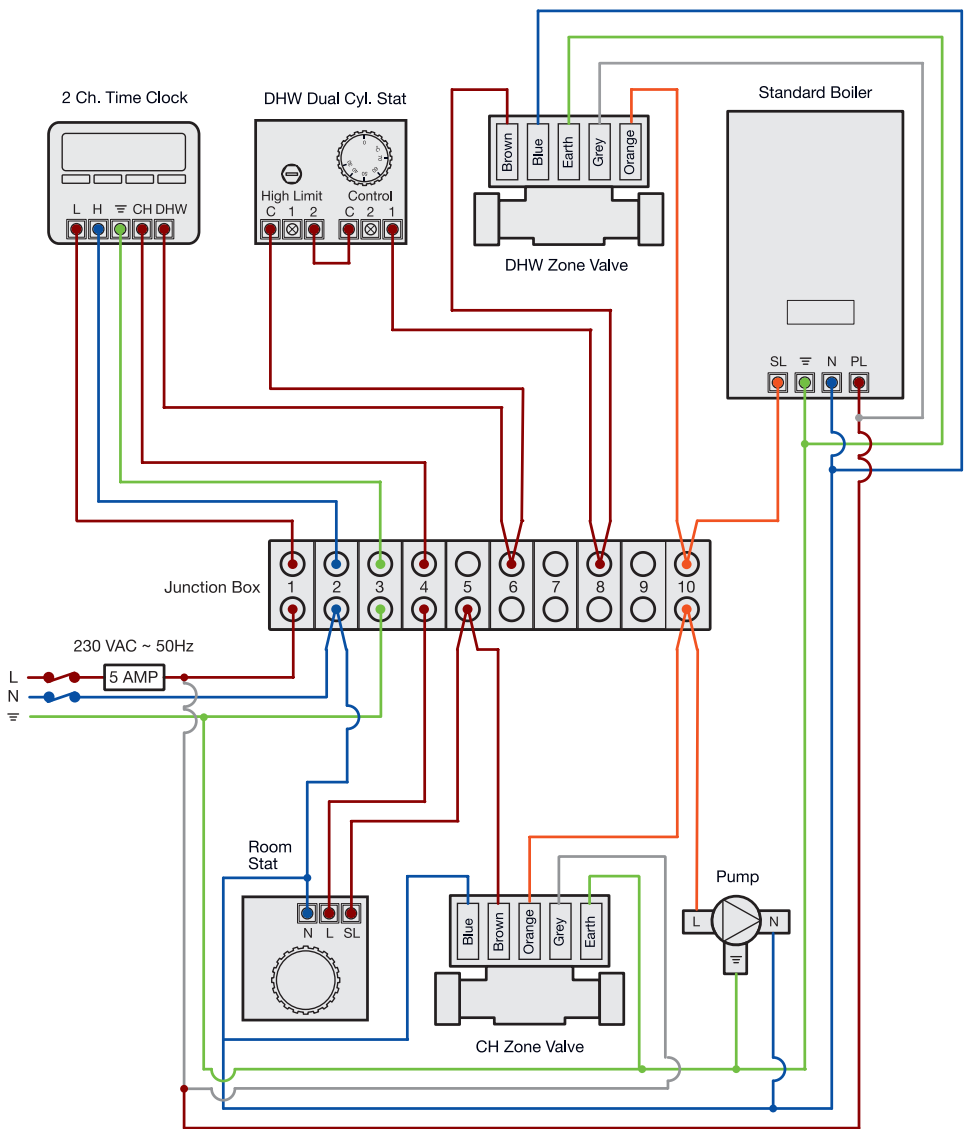 2 Ch. Time Clock
L H CH DHW
DHW Dual Cyl. Stat
High Limit Control
C 1 2 C 2 1
Brown Blue Earth Grey Orange
DHW Zone Valve
Standard Boiler
SL N PL
Junction Box
1 2 3 4 5 6 7 8 9 10
230 VAC ~ 50Hz
L
5 AMP
N
Room
Stat
N L SL
Blue Brown Orange Grey Earth
CH Zone Valve
Pump
L N